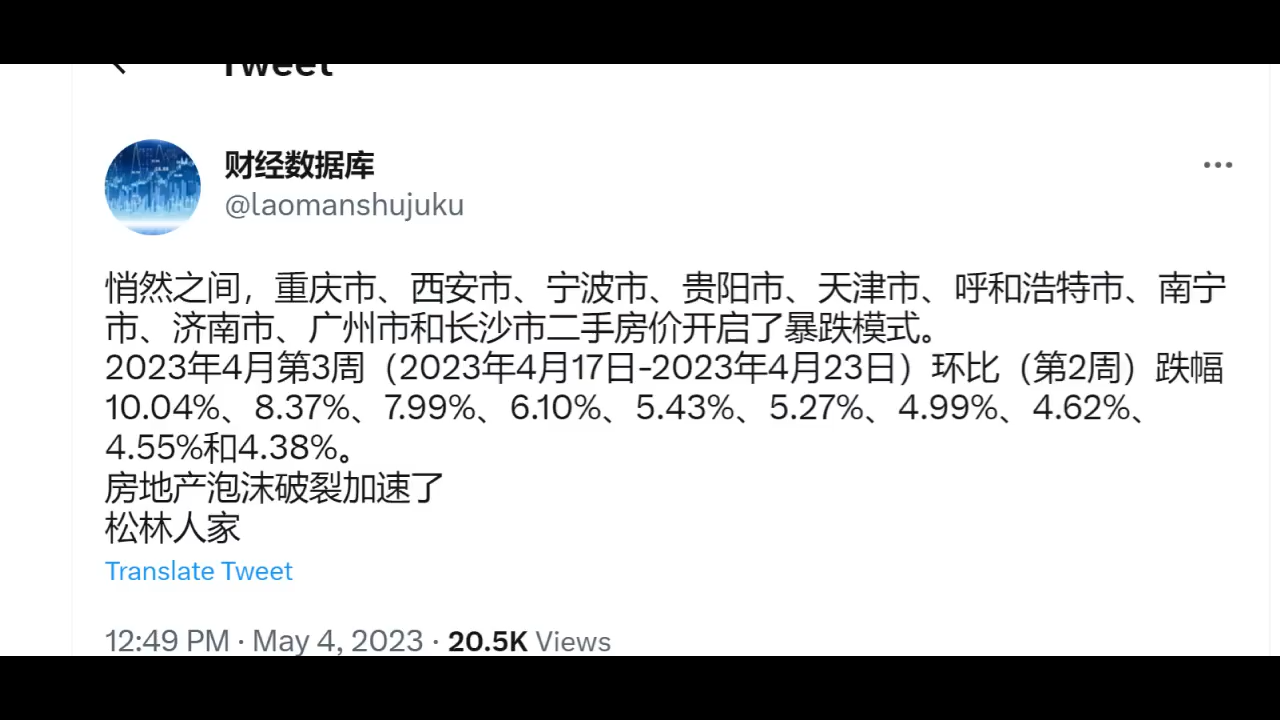 Tweet
财经数据库
@laomanshujuku
悄然之间，重庆市、西安市、宁波市、贵阳市、天津市、呼和浩特市、南宁
市、济南市、广州市和长沙市二手房价开启了暴跌模式。
2023年4月第3周（2023年4月17日-2023年4月23日）环比（第2周）跌幅
10.04%、8.37%、7.99%、6.10%、5.43%、5.27%、4.99%、4.62%、
4.55%和4.38%。
房地产泡沫破裂加速了
松林人家
Translate Tweet
12:49 PM · May 4, 2023 · 20.5K Views